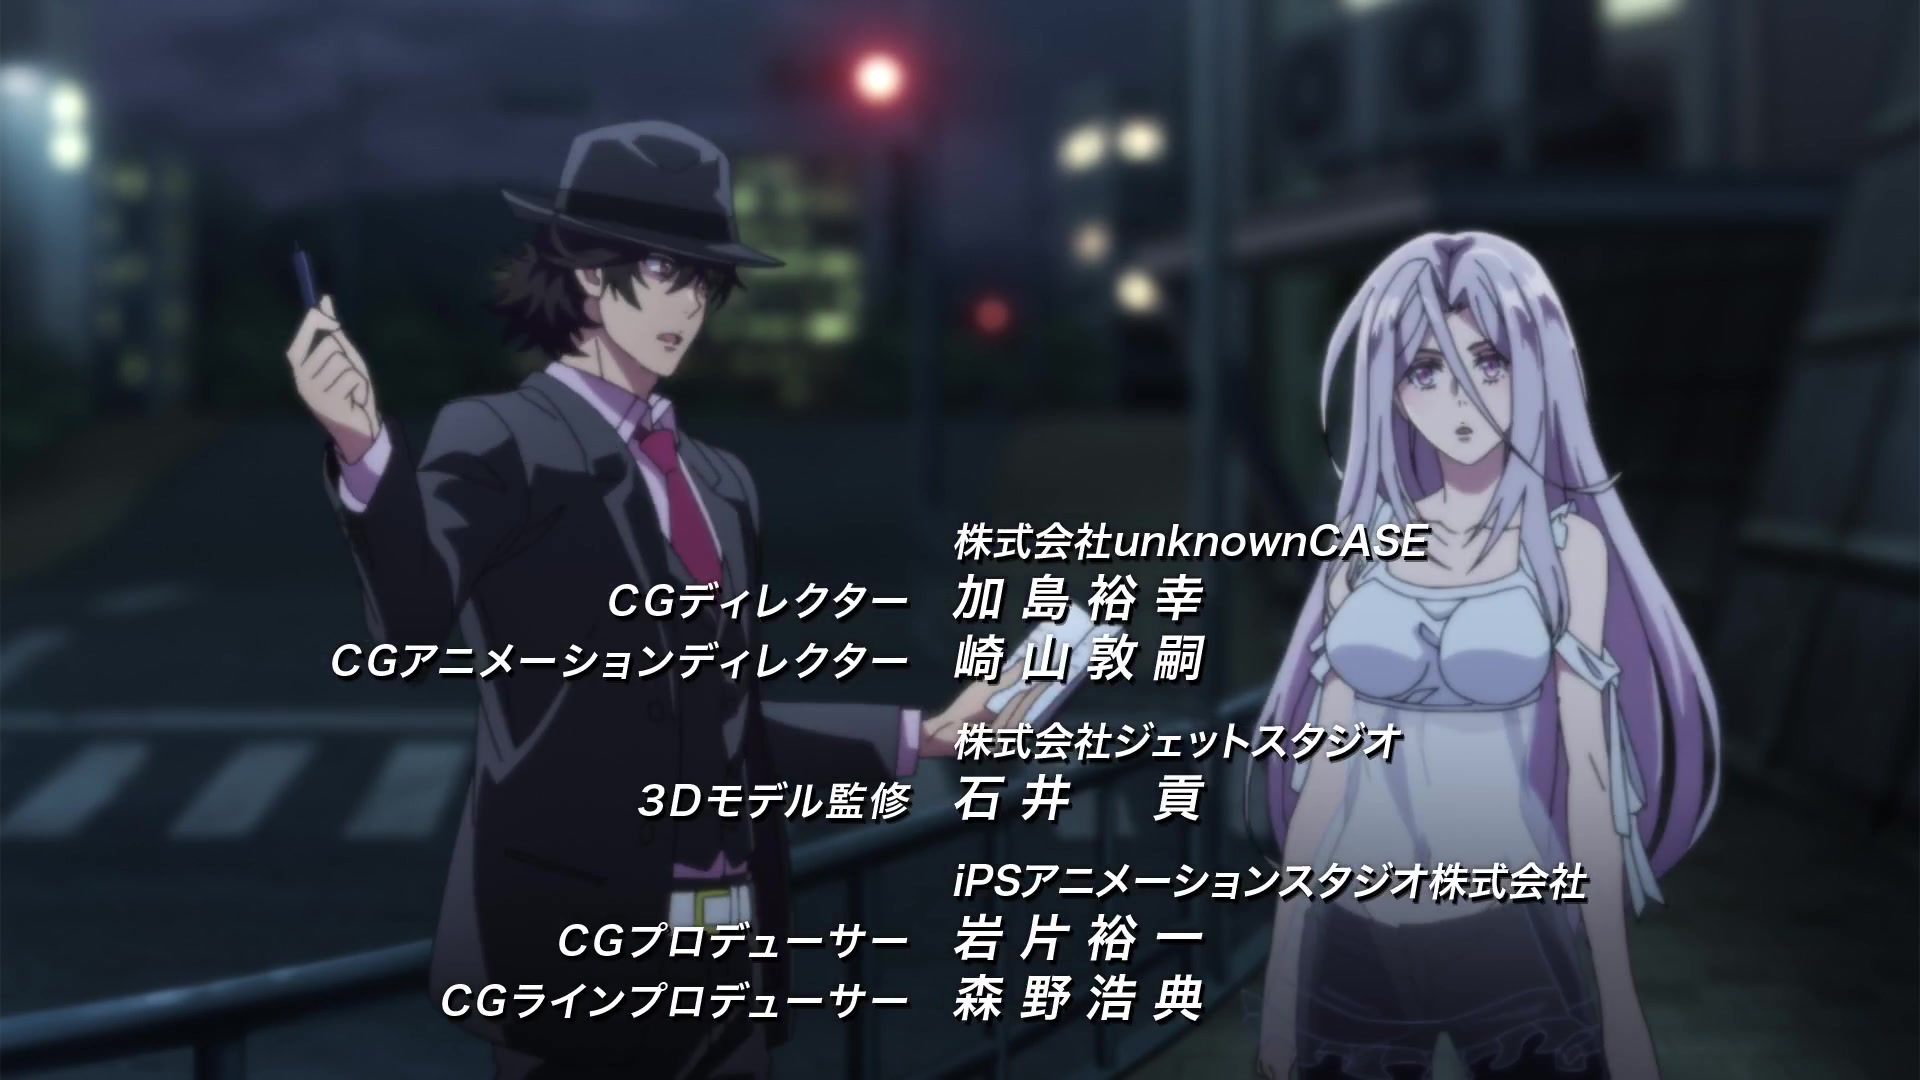 株式会社unknownCASE
CGディレクター 加島裕幸
CGアニメーションディレクター 崎山敦嗣
株式会社ジェットスタジオ
3Dモデル監修 石井 貢
iPSアニメーションスタジオ株式会社
CGプロデューサー 岩片裕一
CGラインプロデューサー 森野浩典